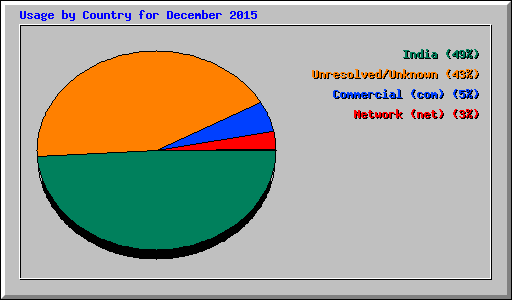 Usage by Country for December 2015
India (49%)
Unresolved/Unknown (43%)
Commercial (com) (5%)
Network (net) (3%)